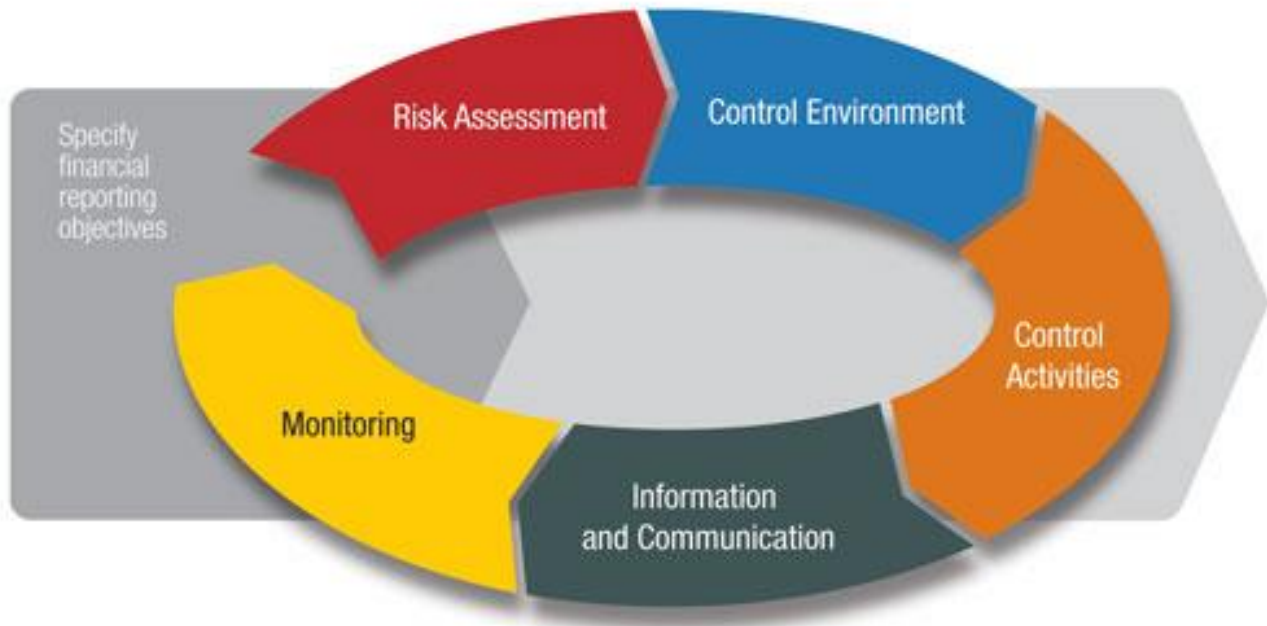 Specify
financial
reporting
objectives
Risk Assessment
Control Environment
Control
Activities
Information
and Communication
Monitoring